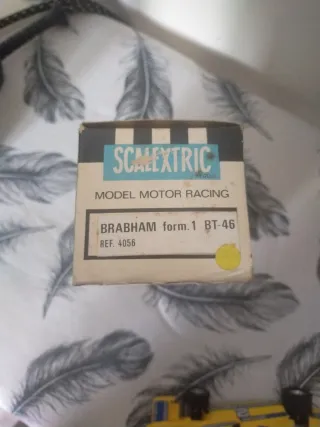 SCALEXTRIC
MODEL MOTOR RACING
BRABHAM form. 1 BT-46
REF. 4056